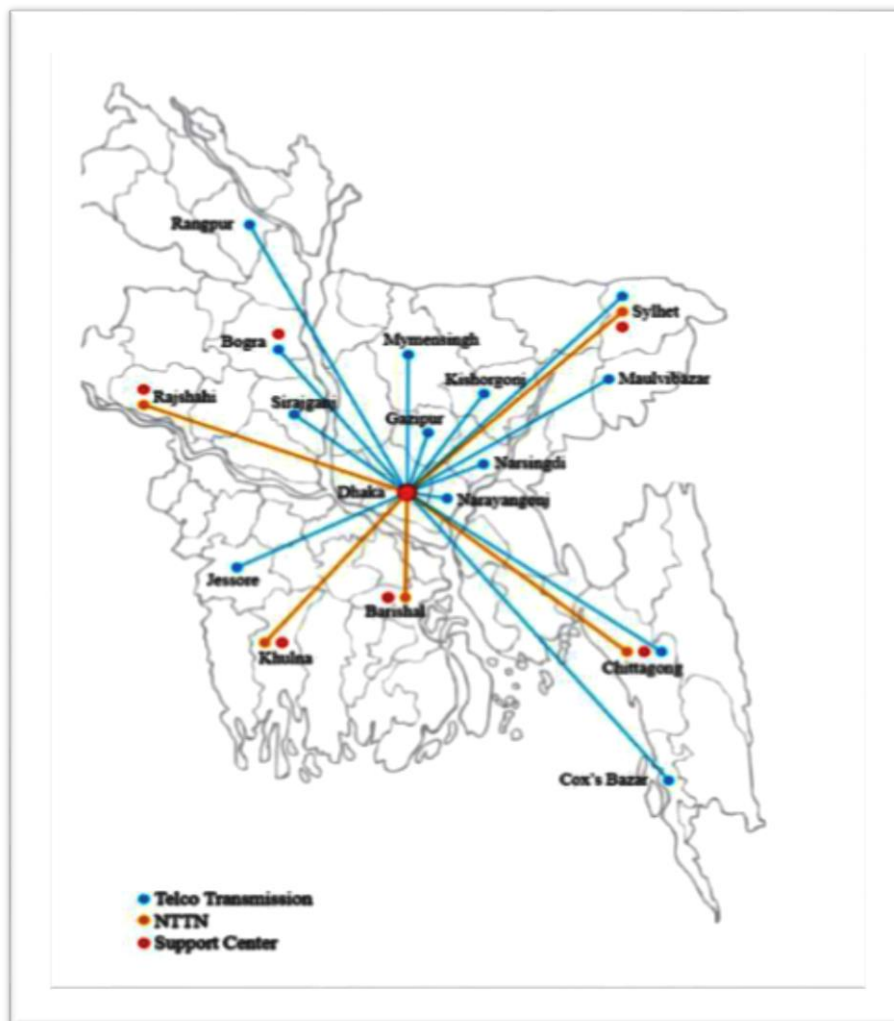 Rangpur
Sylhet
Bogra
Mymensingh
Maulvibazar
Kishorgonj
Rajshahi
Sirajganj
Gazipur
Narsingdi
Dhaka
Narayangonj
Jessore
Barishal
Khulna
Chittagong
Cox's Bazar
Telco Transmission
NTTN
Support Center